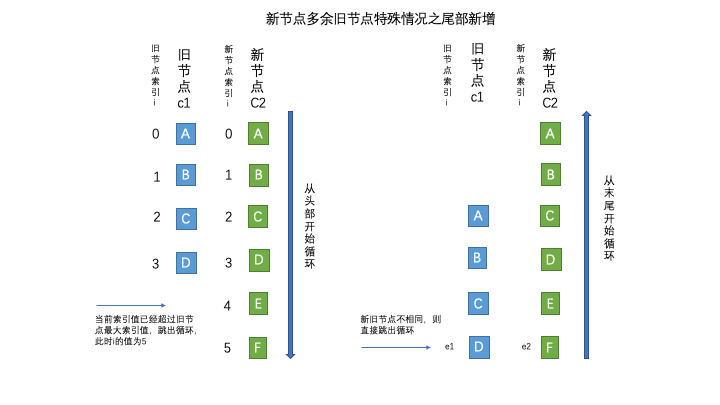 新节点多余旧节点特殊情况之尾部新增
旧节点索引i
旧节点c1
新节点索引i
新节点C2
0
A
0
A
1
B
1
B
2
C
2
C
3
D
3
D
4
E
5
F
从头部开始循环
当前索引值已经超过旧节
点最大索引值，跳出循环，
此时i的值为5
旧节点索引i
旧节点c1
新节点索引i
新节点C2
A
B
A
C
B
D
C
E
e1
D
e2
F
从末尾开始循环
新旧节点不相同，则
直接跳出循环